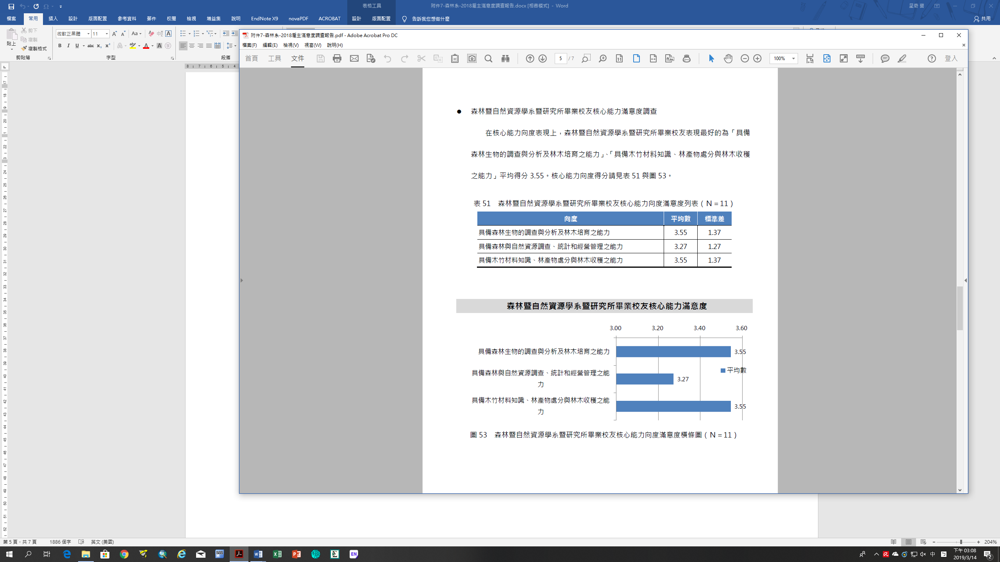 表格工具
附件7-森林系-2018雇主滿意度調查報告.docx [相容模式] - Word
呈奇 蔡
檔案 常用 插入 設計 版面配置 參考資料 郵件 校閱 檢視 增益集 說明 EndNote X9 novaPDF ACROBAT 設計 版面配置 告訴我您想做什麼 共用
貼上 剪下
複製
複製格式
剪貼簿
微軟正黑體 11
字型
段落
附件7-森林系-2018雇主滿意度調查報告.pdf - Adobe Acrobat Pro DC
檔案(F) 編輯(E) 檢視(V) 視窗(W) 說明(H)
首頁 工具 文件 5 / 7 100% 登入
● 森林暨自然資源學系暨研究所畢業校友核心能力滿意度調查
在核心能力向度表現上，森林暨自然資源學系暨研究所畢業校友表現最好的為「具備
森林生物的調查與分析及林木培育之能力」、「具備木竹材料知識、林產物處分與林木收穫
之能力」平均得分 3.55。核心能力向度得分請見表 51 與圖 53。
表 51 森林暨自然資源學系暨研究所畢業校友核心能力向度滿意度列表（N＝11）
向度 平均數 標準差
具備森林生物的調查與分析及林木培育之能力 3.55 1.37
具備森林與自然資源調查、統計和經營管理之能力 3.27 1.27
具備木竹材料知識、林產物處分與林木收穫之能力 3.55 1.37
森林暨自然資源學系暨研究所畢業校友核心能力滿意度
3.00 3.20 3.40 3.60
具備森林生物的調查與分析及林木培育之能力 3.55
平均數
具備森林與自然資源調查、統計和經營管理之能
力
3.27
具備木竹材料知識、林產物處分與林木收穫之能
力
3.55
圖 53 森林暨自然資源學系暨研究所畢業校友核心能力向度滿意度橫條圖（N＝11）
第 5 頁，共 7 頁 1886 個字 英文 (美國) 204%
下午 03:08
2019/3/14
中